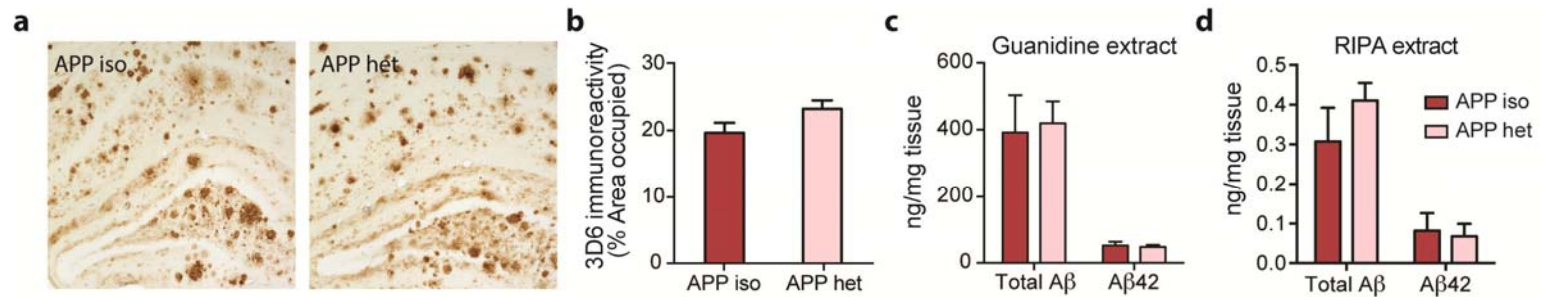 a
APP iso
APP het
b
3D6 immunoreactivity
(% Area occupied)
30
20
10
0
APP iso
APP het
c
Guanidine extract
ng/mg tissue
600
400
200
0
Total Aβ
Aβ42
d
RIPA extract
ng/mg tissue
0.5
0.4
0.3
0.2
0.1
0.0
Total Aβ
Aβ42
APP iso
APP het